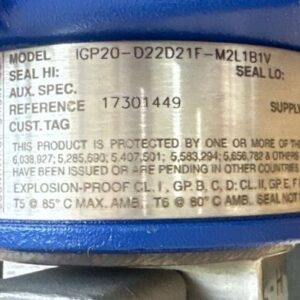 MODEL IGP20-D22D21F-M2L1B1V
SEAL HI: SEAL LO:
AUX. SPEC.
REFERENCE 17301449 SUPPLY
CUST.TAG
THIS PRODUCT IS PROTECTED BY ONE OR MORE OF THE
6,038,927; 5,285,690; 5,407,501; 5,583,294; 5,656,782 & OTHERS
HAVE BEEN ISSUED OR ARE PENDING IN OTHER COUNTRIES
EXPLOSION-PROOF CL. I, GP. B, C, D: CL. II, GP. E, F
T5 @ 85° C MAX. AMB. T6 @ 80° C AMB. SEAL NOT